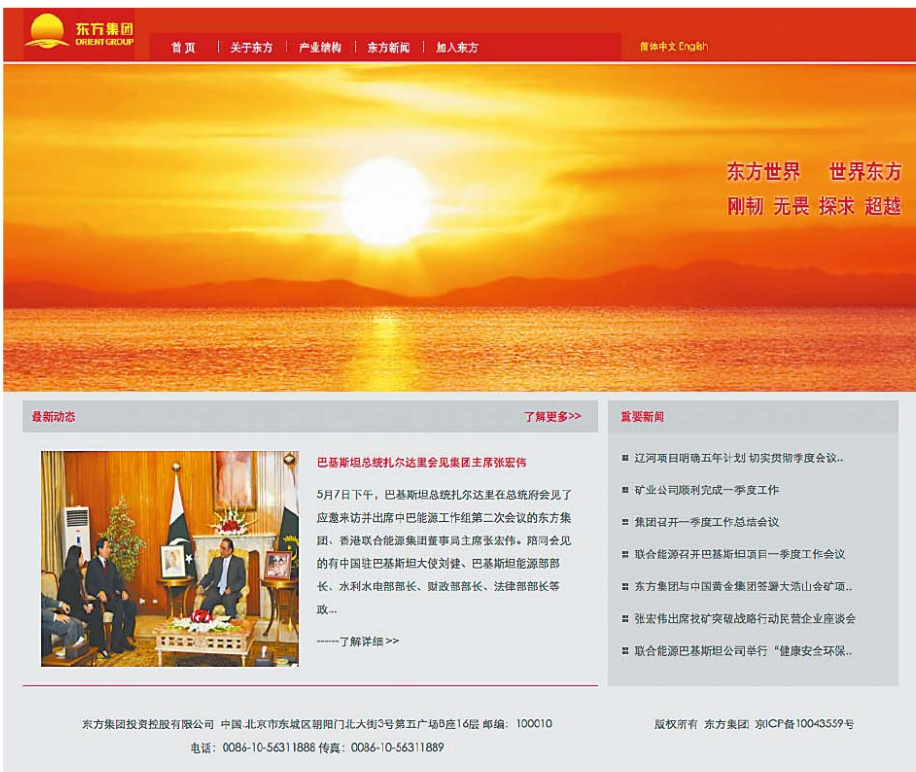 东方集团
ORIENT GROUP
首 页 关于东方 产业结构 东方新闻 加入东方
简体中文 English
东方世界 世界东方
刚韧 无畏 探求 超越
最新动态 了解更多>>
巴基斯坦总统扎尔达里会见集团主席张宏伟
5月7日下午，巴基斯坦总统扎尔达里在总统府会见了
应邀来访并出席中巴能源工作组第二次会议的东方集
团、香港联合能源集团董事局主席张宏伟。陪同会见
的有中国驻巴基斯坦大使刘健、巴基斯坦能源部部
长、水利水电部部长、财政部部长、法律部部长等
政...
------了解详细 >>
重要新闻
辽河项目明确五年计划 切实贯彻季度会议..
矿业公司顺利完成一季度工作
集团召开一季度工作总结会议
联合能源召开巴基斯坦项目一季度工作会议
东方集团与中国黄金集团签署大浩山会矿项..
张宏伟出席找矿突破战略行动民营企业座谈会
联合能源巴基斯坦公司举行“健康安全环保..
东方集团投资控股有限公司 中国.北京市东城区朝阳门北大街3号第五广场B座16层 邮编：100010
电话：0086-10-56311888 传真：0086-10-56311889
版权所有 东方集团 京ICP备10043559号